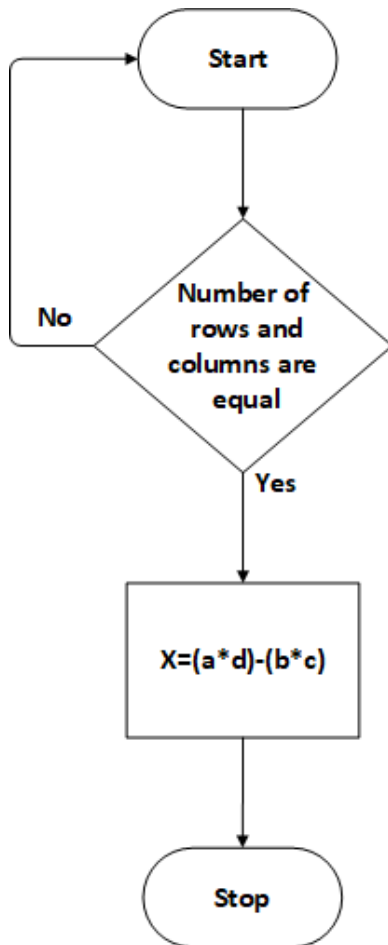 Start
Number of
rows and
columns are
equal
No
Yes
X=(a*d)-(b*c)
Stop